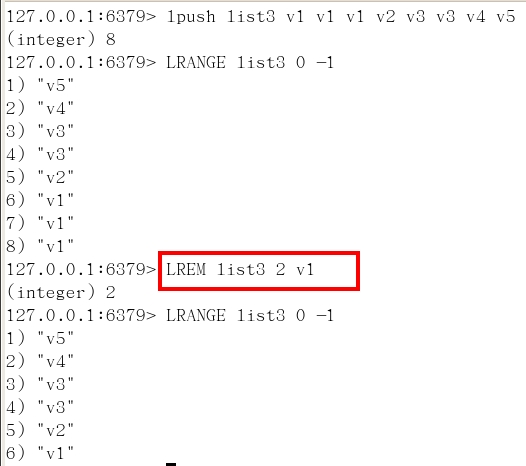 127.0.0.1:6379> lpush list3 v1 v1 v1 v2 v3 v3 v4 v5
(integer) 8
127.0.0.1:6379> LRANGE list3 0 -1
1) "v5"
2) "v4"
3) "v3"
4) "v3"
5) "v2"
6) "v1"
7) "v1"
8) "v1"
127.0.0.1:6379> LREM list3 2 v1
(integer) 2
127.0.0.1:6379> LRANGE list3 0 -1
1) "v5"
2) "v4"
3) "v3"
4) "v3"
5) "v2"
6) "v1"